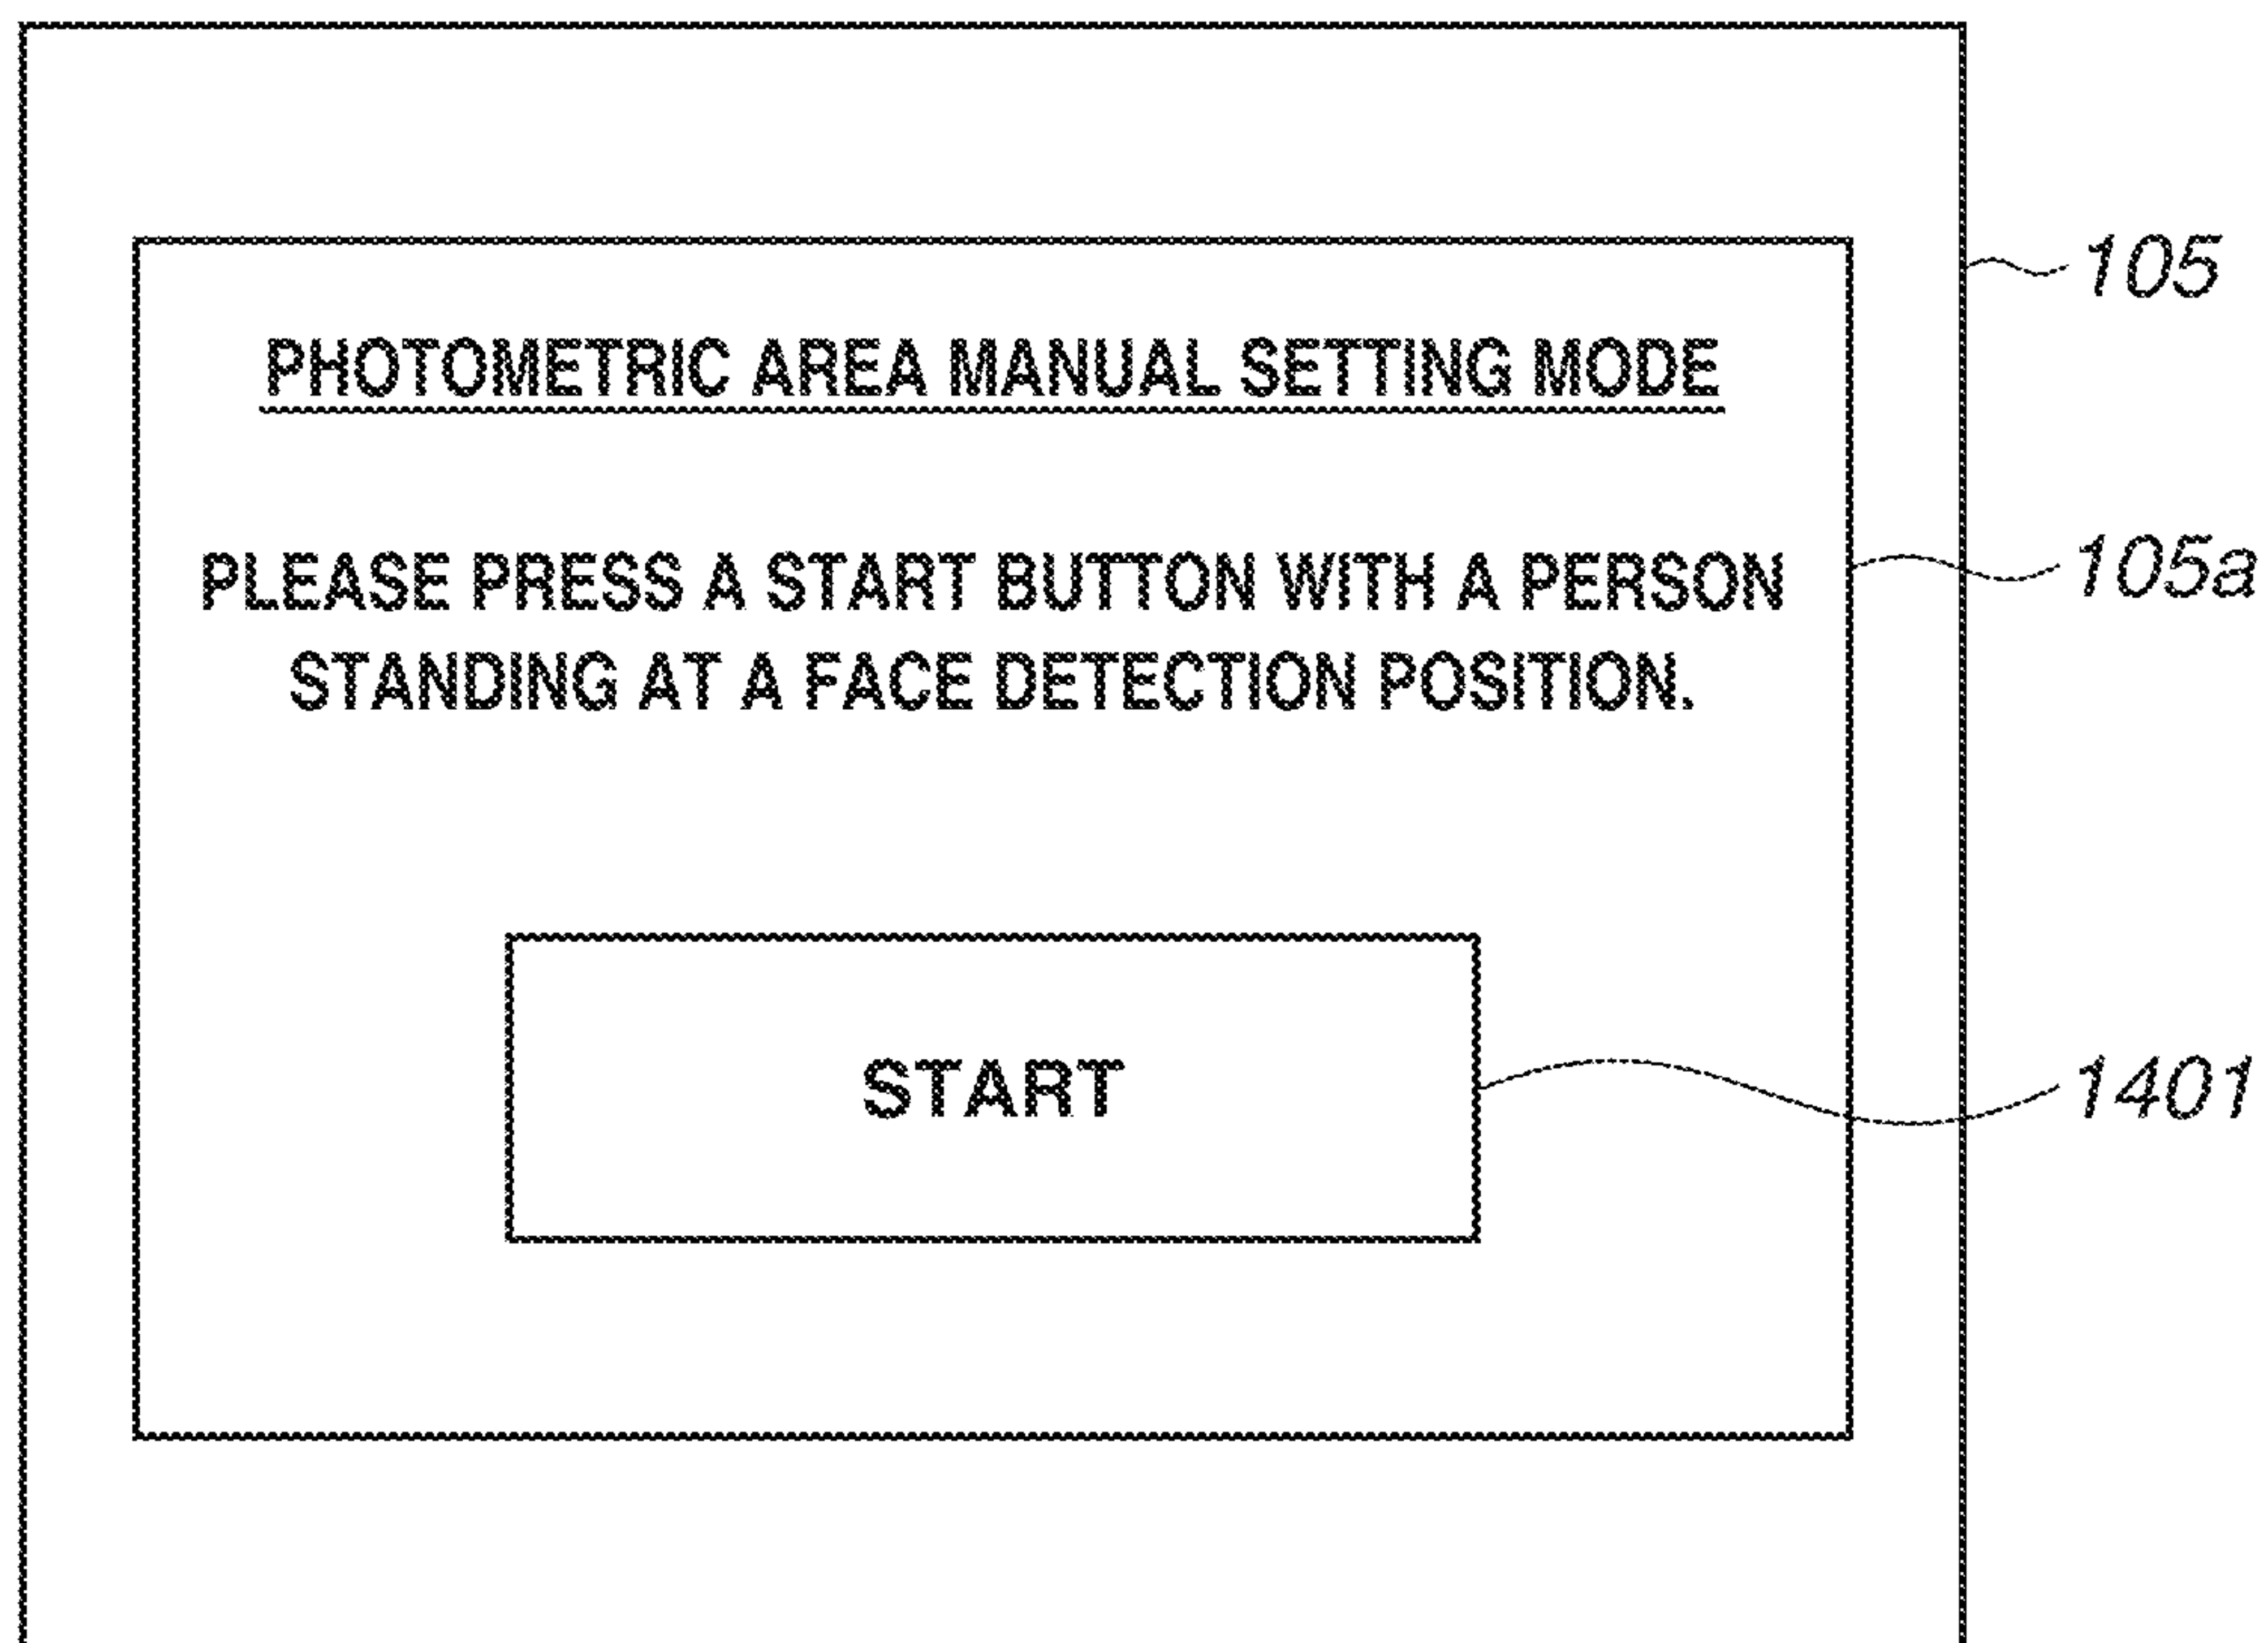 105
PHOTOMETRIC AREA MANUAL SETTING MODE
105a
PLEASE PRESS A START BUTTON WITH A PERSON
STANDING AT A FACE DETECTION POSITION.
START
1401